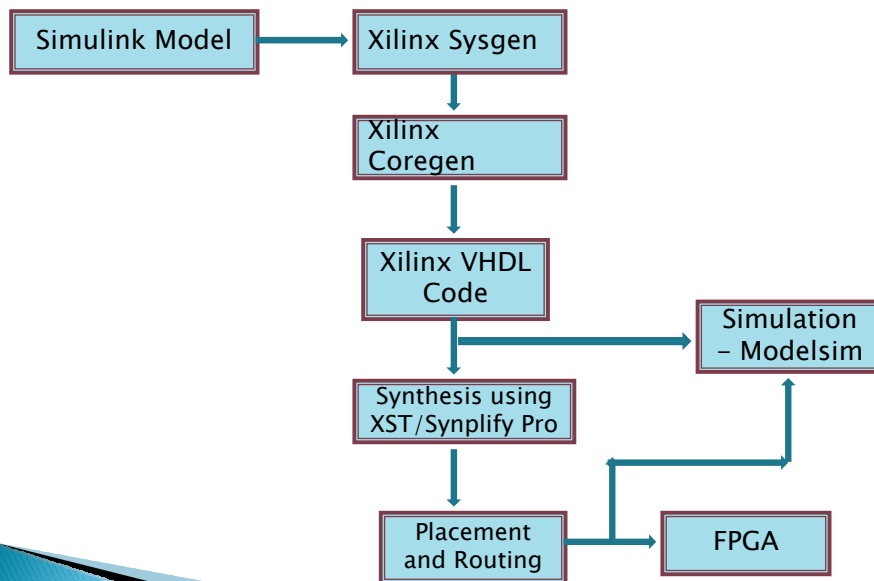 Simulink Model
Xilinx Sysgen
Xilinx
Coregen
Xilinx VHDL
Code
Simulation
– Modelsim
Synthesis using
XST/Synplify Pro
Placement
and Routing
FPGA